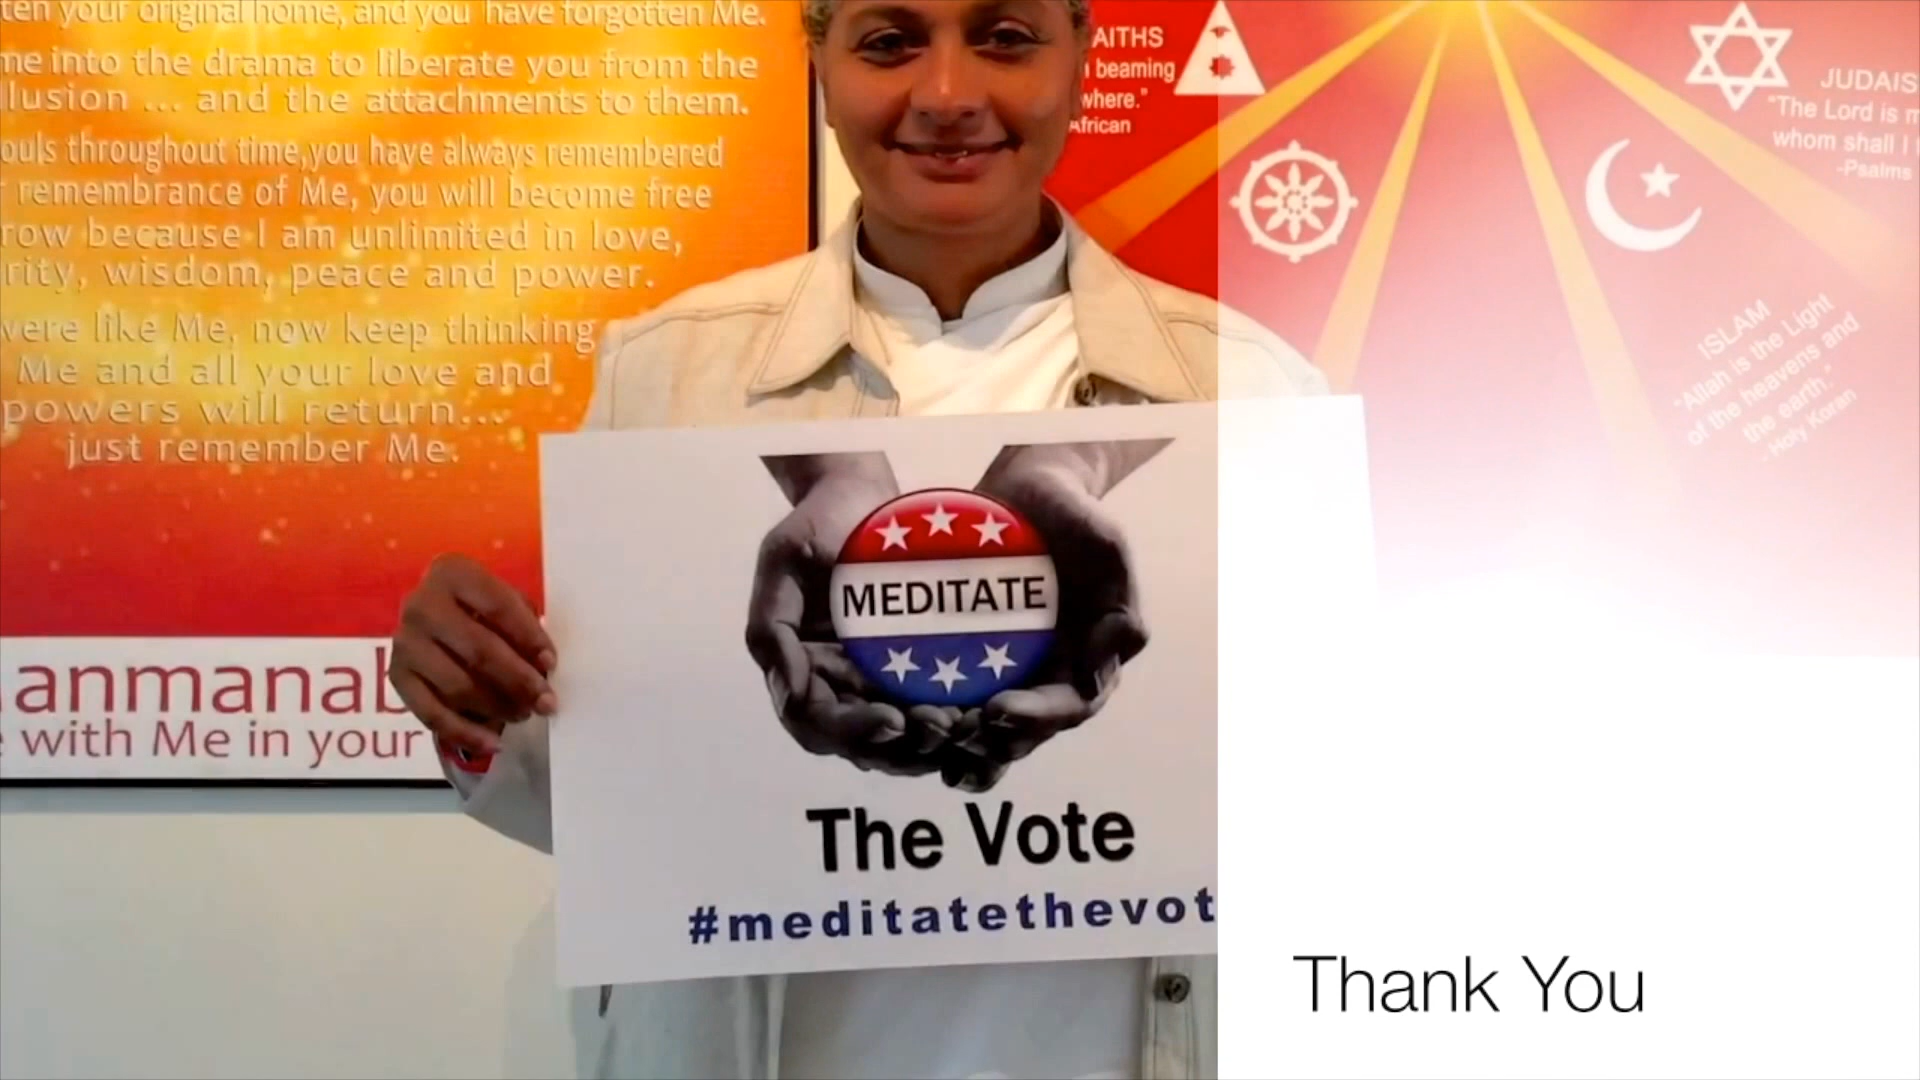 ten your original home, and you have forgotten Me.
me into the drama to liberate you from the
llusion ... and the attachments to them.
ouls throughout time, you have always remembered
remembrance of Me, you will become free
row because I am unlimited in love,
rity, wisdom, peace and power.
were like Me, now keep thinking
Me and all your love and
powers will return...
just remember Me.
anmanab
with Me in your
AITHS
beaming
where."
African
JUDAIS
"The Lord is m
whom shall I
-Psalms
ISLAM
"Allah is the Light
of the heavens and
the earth."
- Holy Koran
MEDITATE
The Vote
#meditatethevot
Thank You